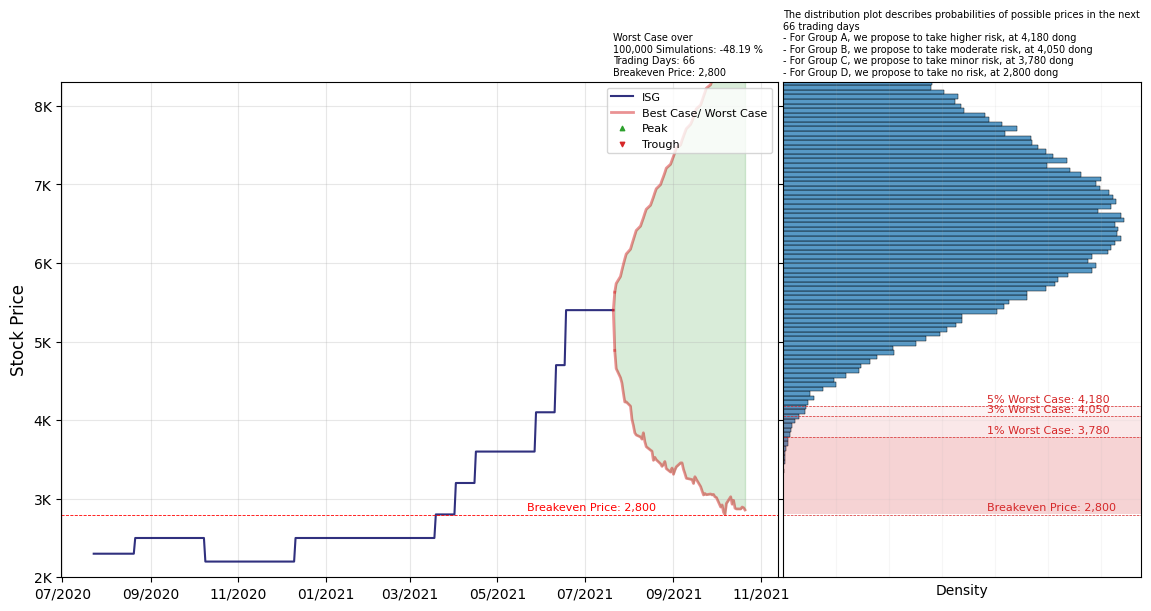 The distribution plot describes probabilities of possible prices in the next
66 trading days
- For Group A, we propose to take higher risk, at 4,180 dong
- For Group B, we propose to take moderate risk, at 4,050 dong
- For Group C, we propose to take minor risk, at 3,780 dong
- For Group D, we propose to take no risk, at 2,800 dong
Worst Case over
100,000 Simulations: -48.19 %
Trading Days: 66
Breakeven Price: 2,800
ISG
Best Case/ Worst Case
Peak
Trough
Stock Price
8K
7K
6K
5K
4K
3K
2K
Breakeven Price: 2,800
5% Worst Case: 4,180
3% Worst Case: 4,050
1% Worst Case: 3,780
Breakeven Price: 2,800
07/2020 09/2020 11/2020 01/2021 03/2021 05/2021 07/2021 09/2021 11/2021
Density